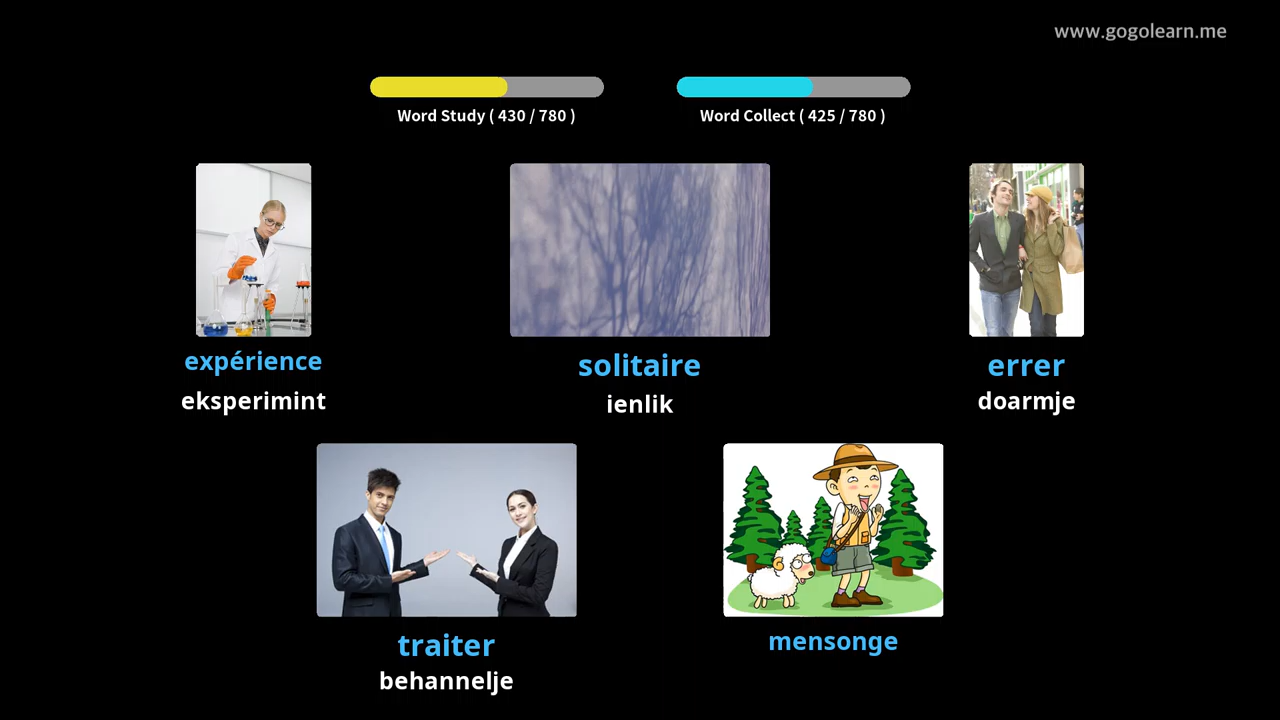 www.gogolearn.me
Word Study ( 430 / 780 )
Word Collect ( 425 / 780 )
expérience
eksperimint
solitaire
ienlik
errer
doarmje
traiter
behannelje
mensonge